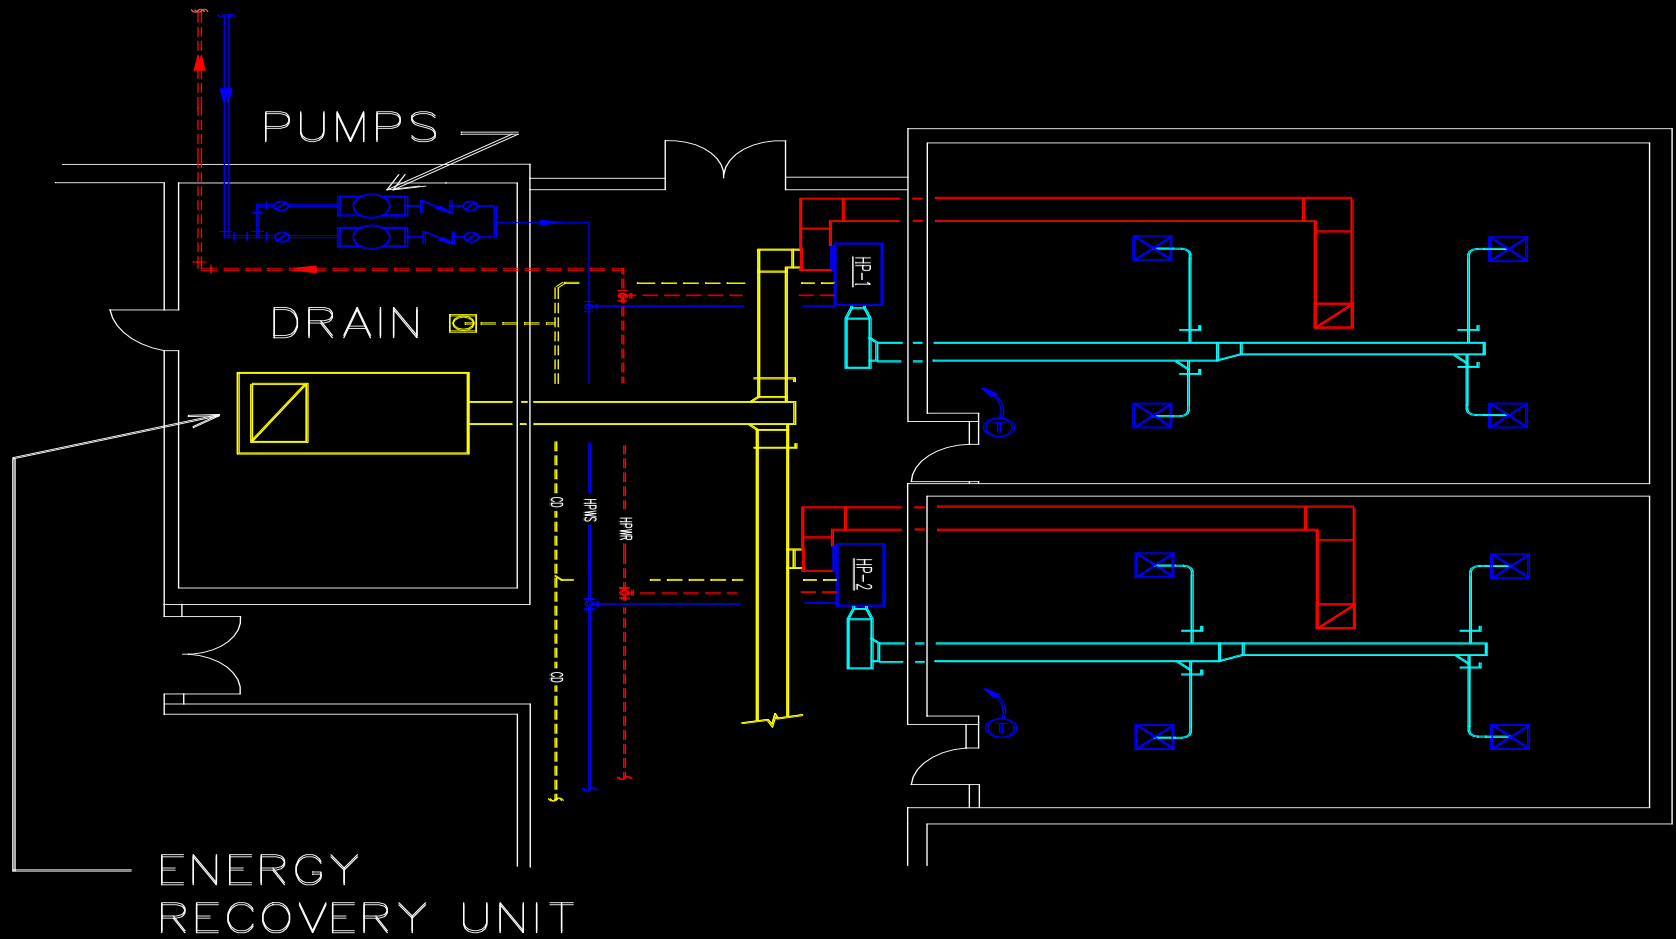 PUMPS
HP-1
DRAIN
CD
HPWS
HPWR
HP-2
CD
T
T
ENERGY
RECOVERY UNIT